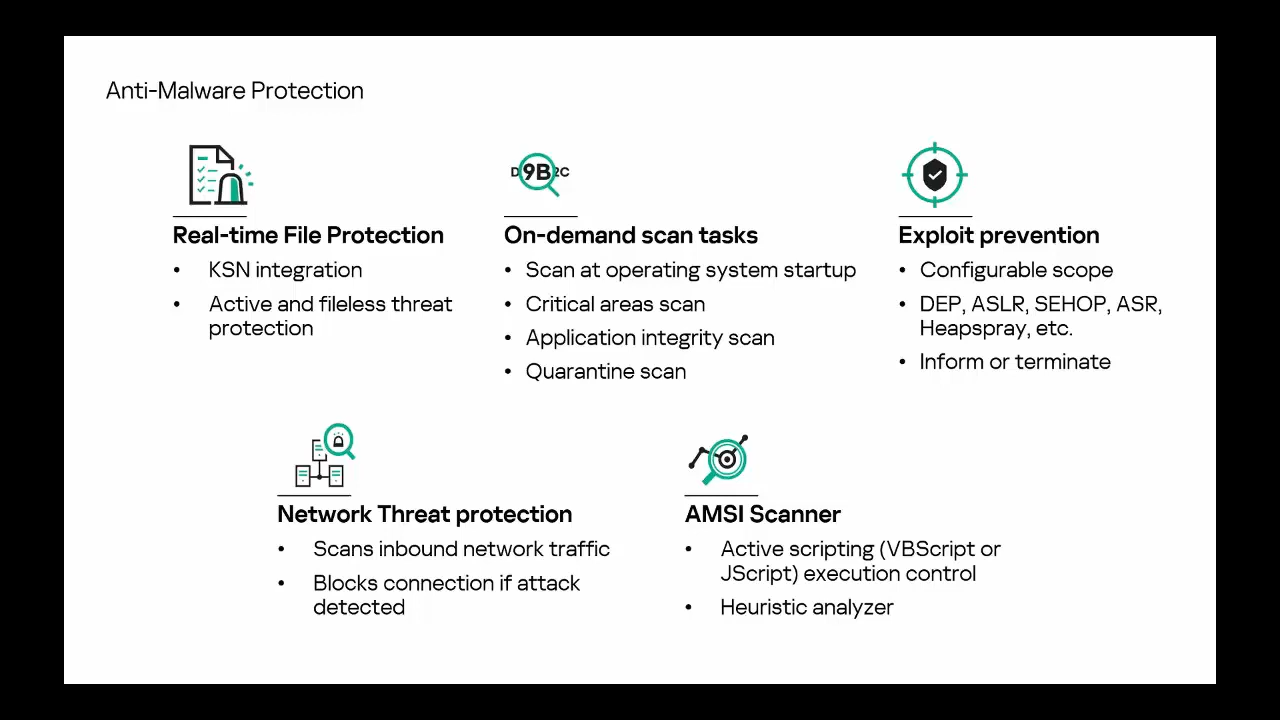 Anti-Malware Protection
D9B2C
Real-time File Protection
• KSN integration
• Active and fileless threat
protection
On-demand scan tasks
• Scan at operating system startup
• Critical areas scan
• Application integrity scan
• Quarantine scan
Exploit prevention
• Configurable scope
• DEP, ASLR, SEHOP, ASR,
Heapspray, etc.
• Inform or terminate
Network Threat protection
• Scans inbound network traffic
• Blocks connection if attack
detected
AMSI Scanner
• Active scripting (VBScript or
JScript) execution control
• Heuristic analyzer